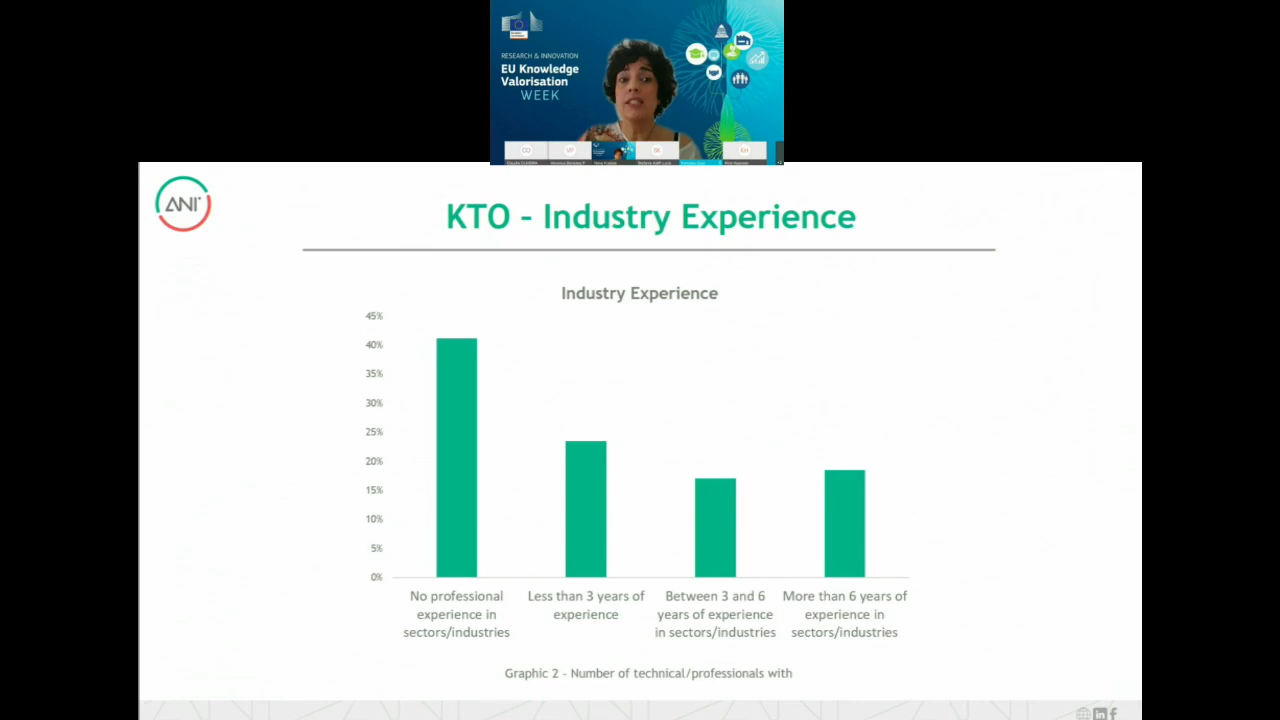 RESEARCH & INNOVATION
EU Knowledge
Valorisation
WEEK
ANI
KTO – Industry Experience
Industry Experience
45%
40%
35%
30%
25%
20%
15%
10%
5%
0%
No professional experience in sectors/industries
Less than 3 years of experience
Between 3 and 6 years of experience in sectors/industries
More than 6 years of experience in sectors/industries
Graphic 2 - Number of technical/professionals with